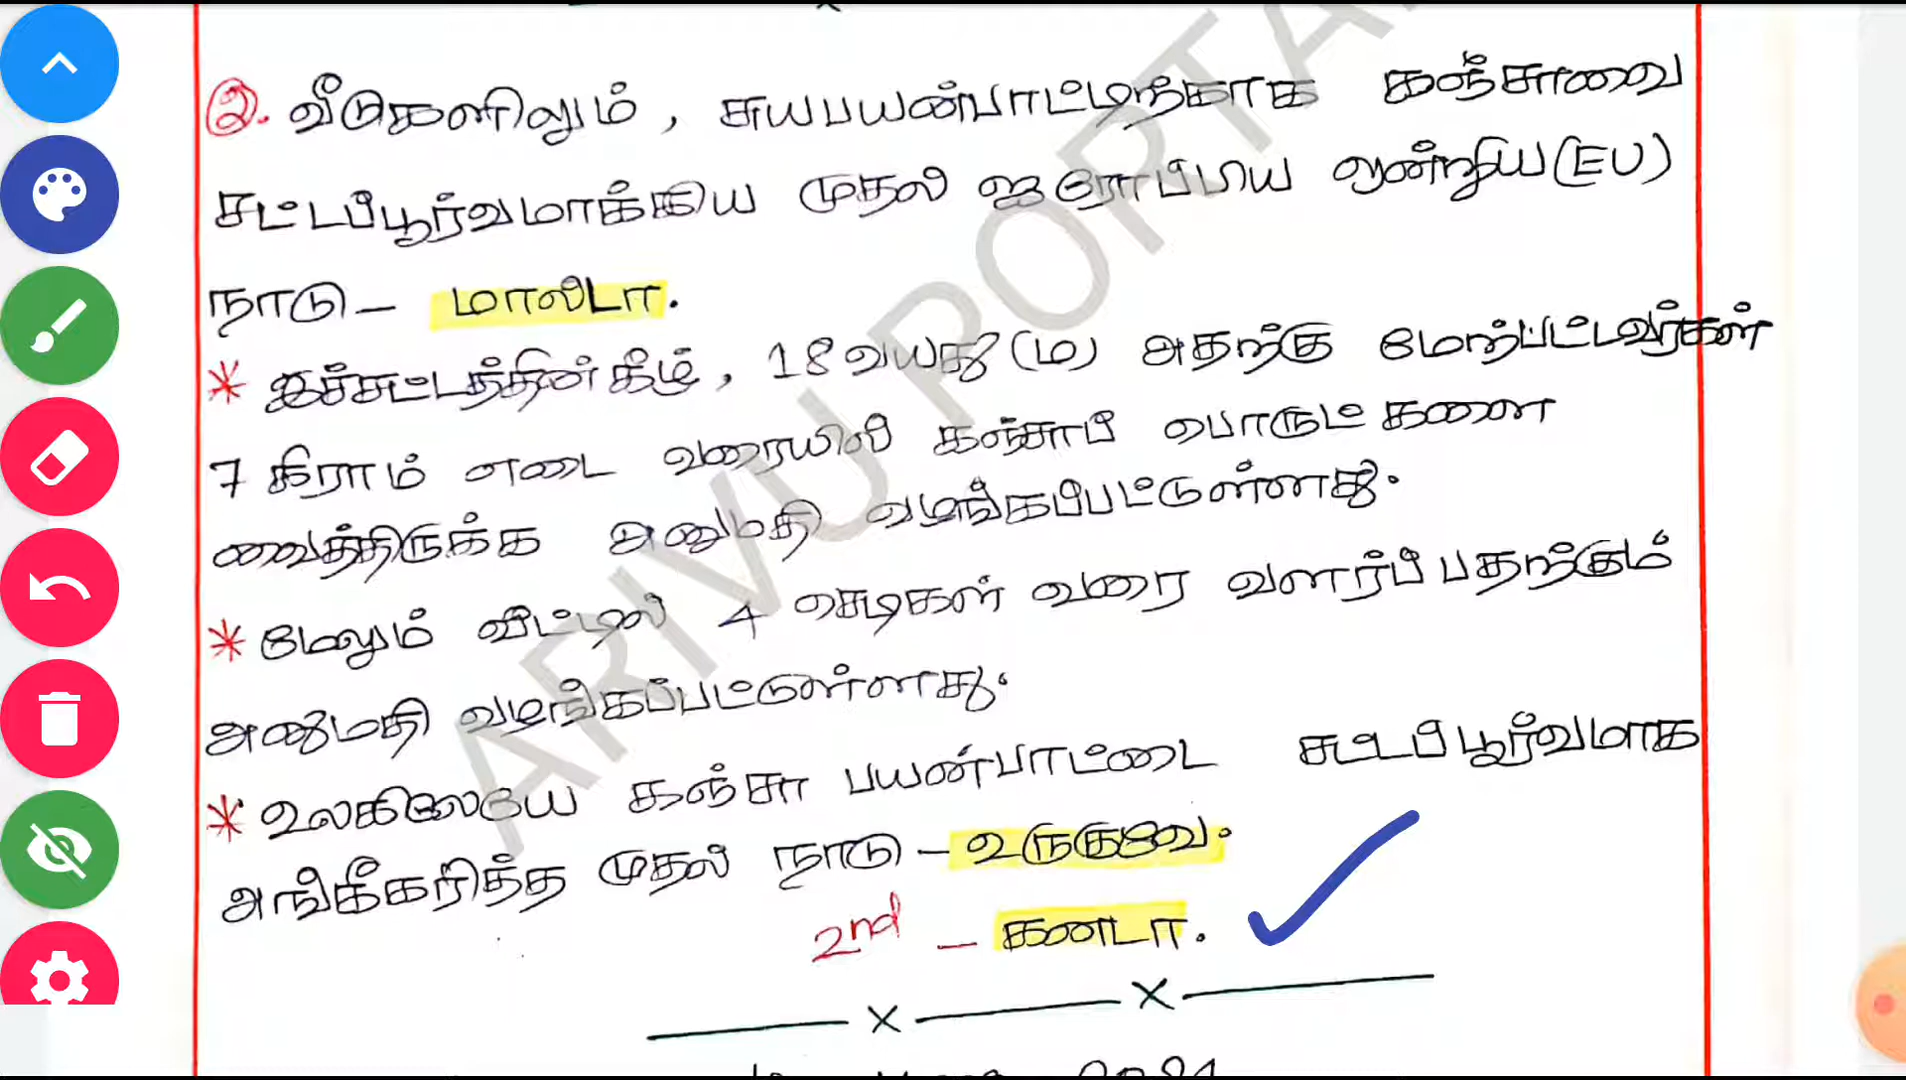 2. வீடுகளிலும், சுயபயன்பாட்டிற்காக கஞ்சாவை
சட்டப்பூர்வமாக்கிய முதல் ஐரோப்பிய ஒன்றிய (EU)
நாடு - மால்டா.
* இச்சட்டத்தின் கீழ், 18 வயது (ம) அதற்கு மேற்பட்டவர்கள்
7 கிராம் எடை வரையில் கஞ்சாப் பொருட்களை
வைத்திருக்க அனுமதி வழங்கப்பட்டுள்ளது.
* மேலும் வீட்டில் 4 செடிகள் வரை வளர்ப்பதற்கும்
அனுமதி வழங்கப்பட்டுள்ளது.
* உலகிலேயே கஞ்சா பயன்பாட்டை சட்டப்பூர்வமாக
அங்கீகரித்த முதல் நாடு - உருகுவே.
2nd - கனடா.
ARIVU PORTAL